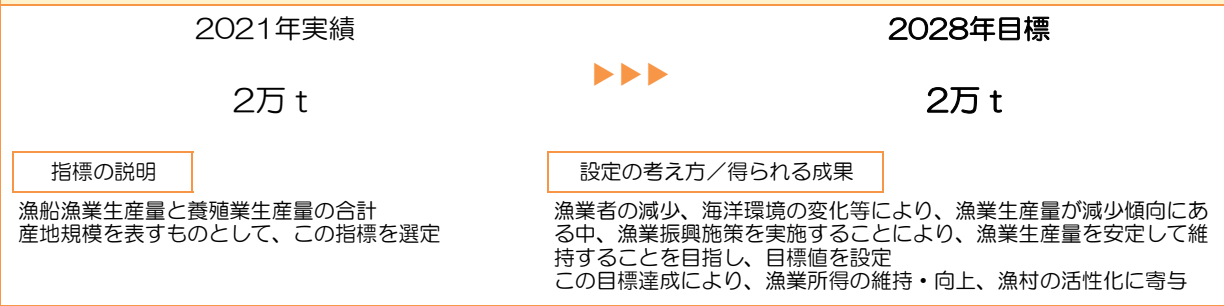 2021年実績
2028年目標
▶▶▶
2万 t
2万 t
指標の説明
漁船漁業生産量と養殖業生産量の合計
産地規模を表すものとして、この指標を選定
設定の考え方／得られる成果
漁業者の減少、海洋環境の変化等により、漁業生産量が減少傾向にあ
る中、漁業振興施策を実施することにより、漁業生産量を安定して維
持することを目指し、目標値を設定
この目標達成により、漁業所得の維持・向上、漁村の活性化に寄与